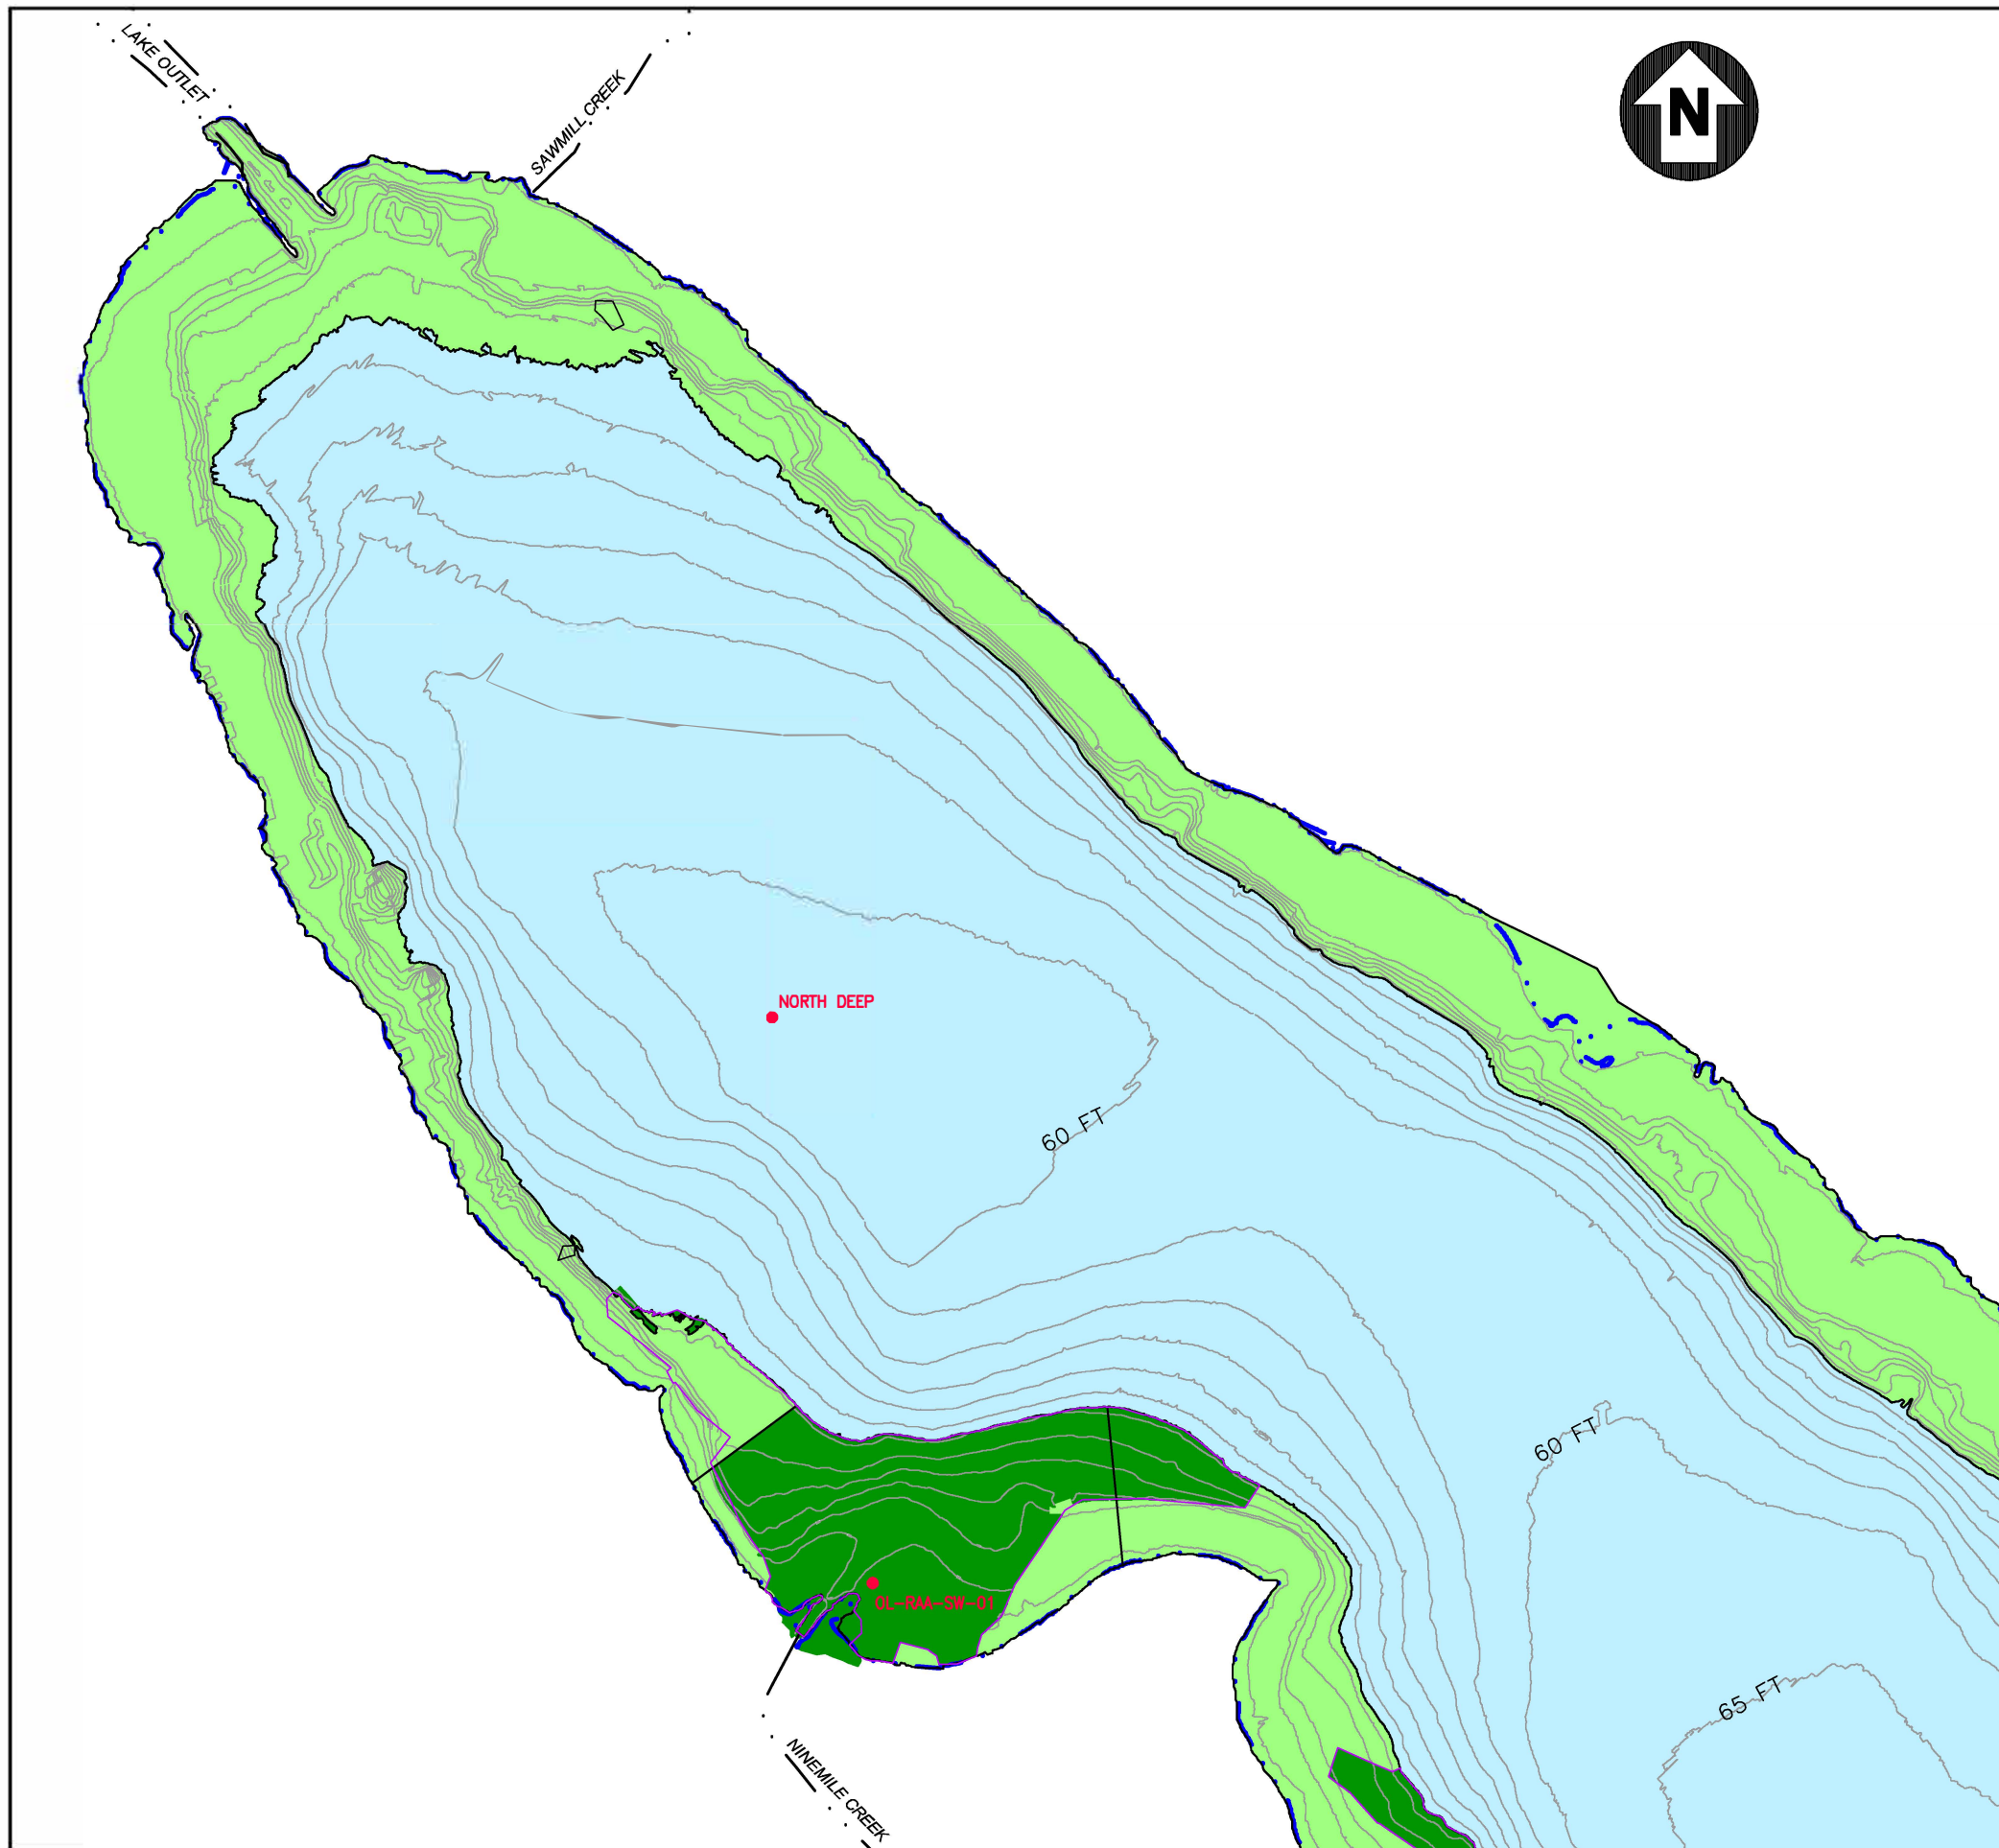 LAKE OUTLET
SAWMILL CREEK
N
NORTH DEEP
60 FT
60 FT
OL-RAA-SW-01
65 FT
NINEMILE CREEK